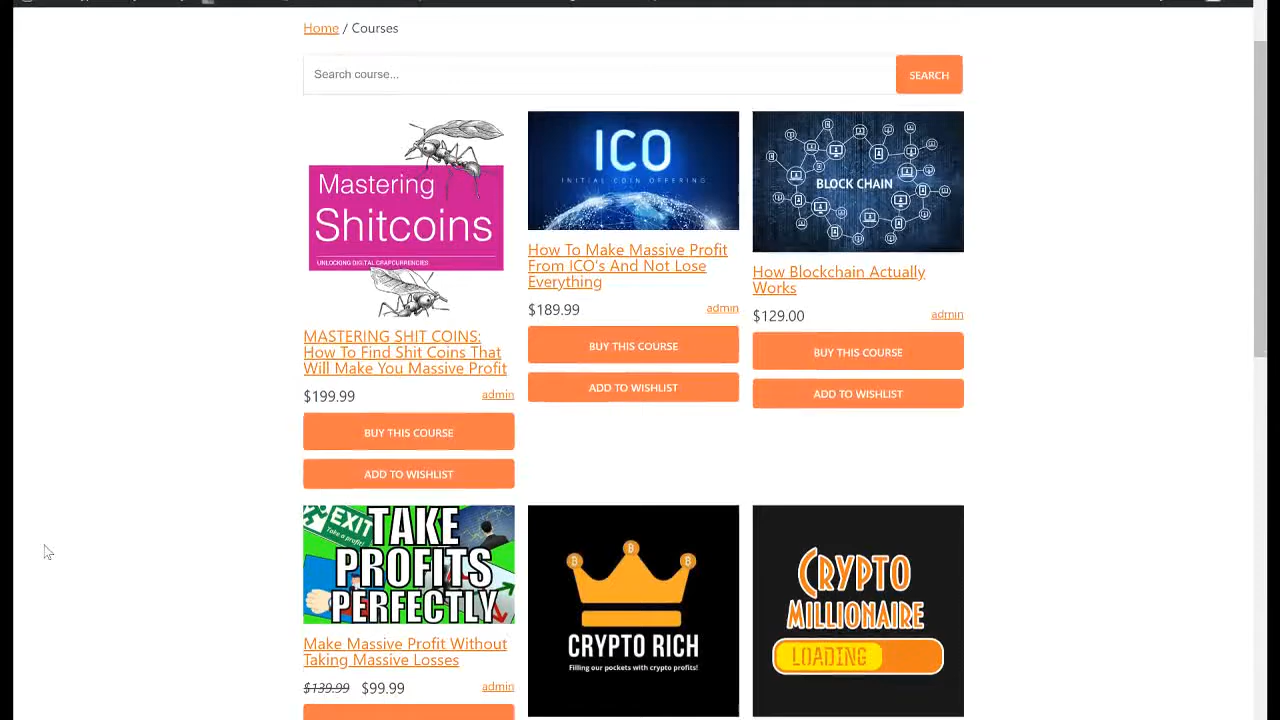 Home / Courses
Search course...
SEARCH
Mastering
Shitcoins
UNLOCKING DIGITAL CRAPCURRENCIES
MASTERING SHIT COINS:
How To Find Shit Coins That
Will Make You Massive Profit
$199.99
admin
BUY THIS COURSE
ADD TO WISHLIST
ICO
INITIAL COIN OFFERING
How To Make Massive Profit
From ICO's And Not Lose
Everything
$189.99
admin
BUY THIS COURSE
ADD TO WISHLIST
BLOCK CHAIN
How Blockchain Actually
Works
$129.00
admin
BUY THIS COURSE
ADD TO WISHLIST
EXIT
Take a profit!
TAKE
PROFITS
PERFECTLY
Make Massive Profit Without
Taking Massive Losses
$139.99 $99.99
admin
CRYPTO RICH
Filling our pockets with crypto profits!
CRYPTO
MILLIONAIRE
LOADING